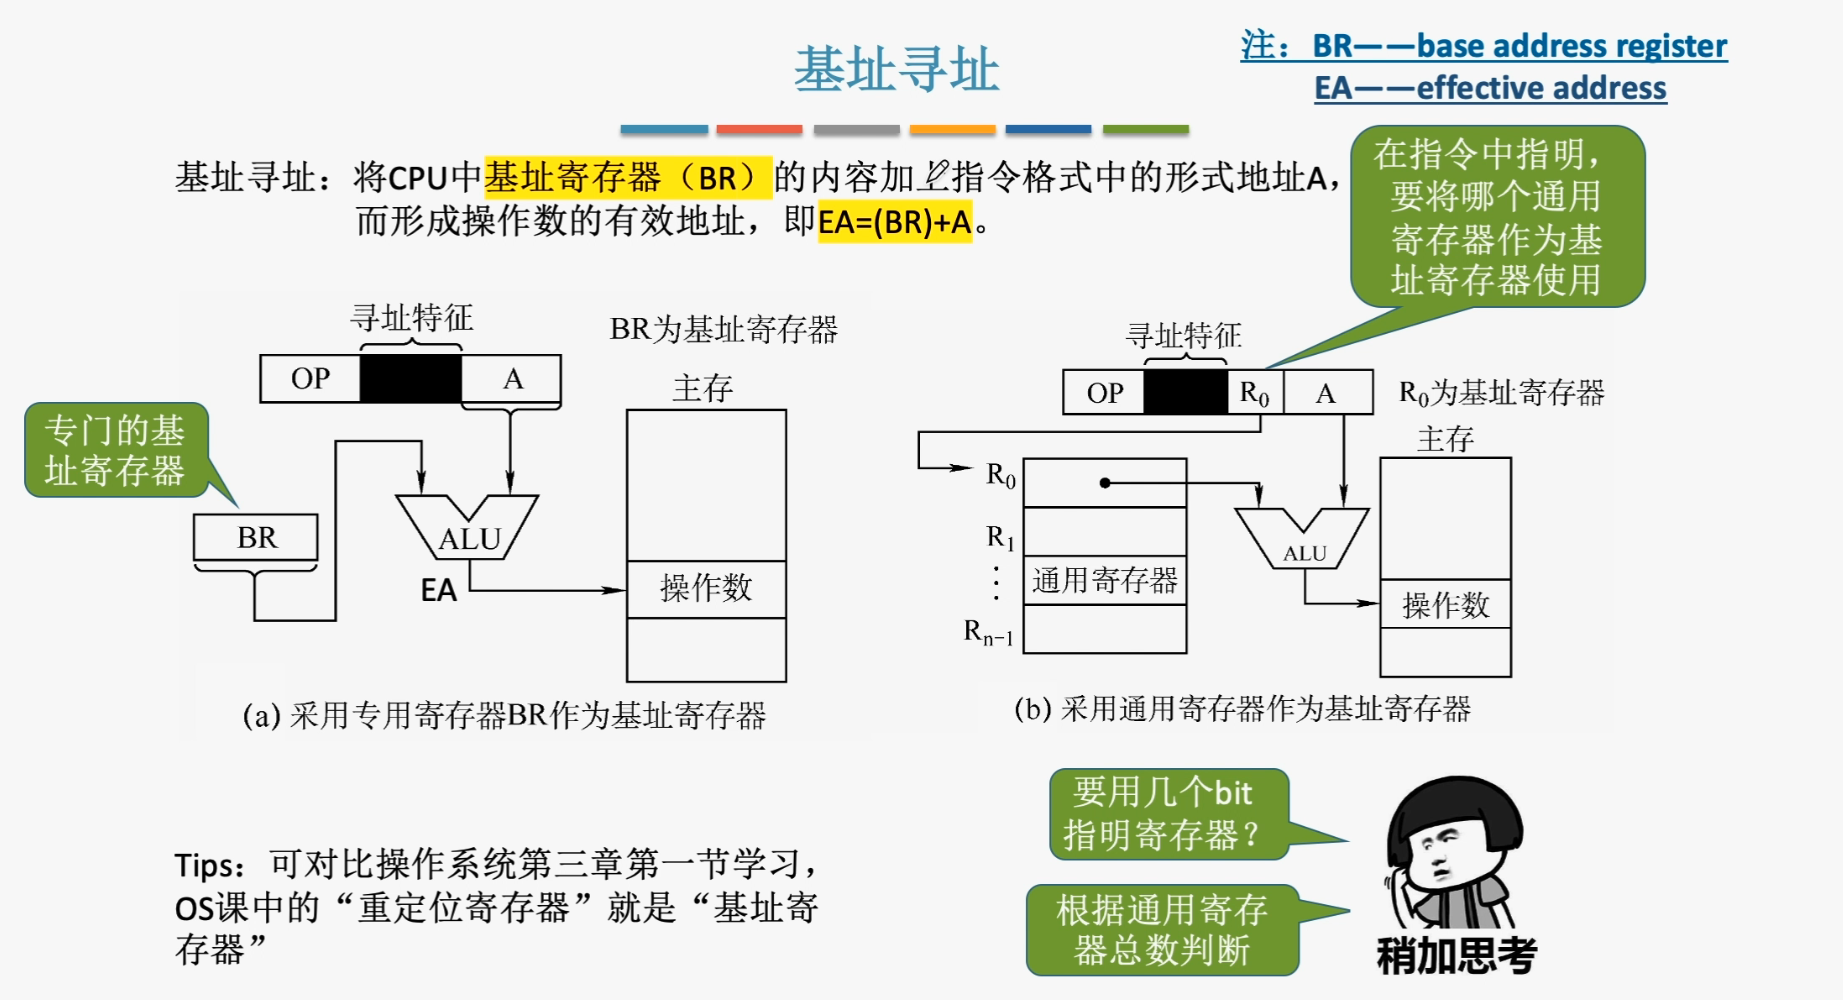 基址寻址
注：BR——base address register
EA——effective address
基址寻址：将CPU中基址寄存器（BR）的内容加上指令格式中的形式地址A，
而形成操作数的有效地址，即EA=(BR)+A。
在指令中指明，
要将哪个通用
寄存器作为基
址寄存器使用
寻址特征
BR为基址寄存器
OP
A
主存
专门的基
址寄存器
BR
ALU
EA
操作数
(a) 采用专用寄存器BR作为基址寄存器
寻址特征
OP
R₀
A
R₀为基址寄存器
主存
R₀
R₁
⋮
通用寄存器
Rₙ₋₁
ALU
操作数
(b) 采用通用寄存器作为基址寄存器
要用几个bit
指明寄存器？
根据通用寄存
器总数判断
稍加思考
Tips：可对比操作系统第三章第一节学习，
OS课中的“重定位寄存器”就是“基址寄
存器”